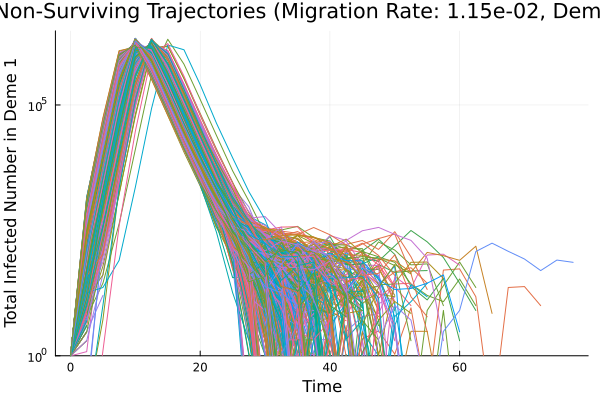 Non-Surviving Trajectories (Migration Rate: 1.15e-02, Dem
Total Infected Number in Deme 1
10^5
10^0
0 20 40 60
Time